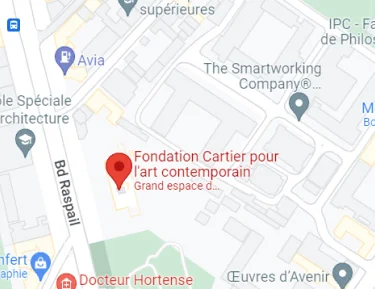 supérieures
IPC - Fa
de Philos
Avia
The Smartworking
Company®...
M
Bo
ole Spéciale
rchitecture
Bd Raspail
Fondation Cartier pour
l'art contemporain
Grand espace d...
nfert
aphie
Docteur Hortense
Œuvres d'Avenir